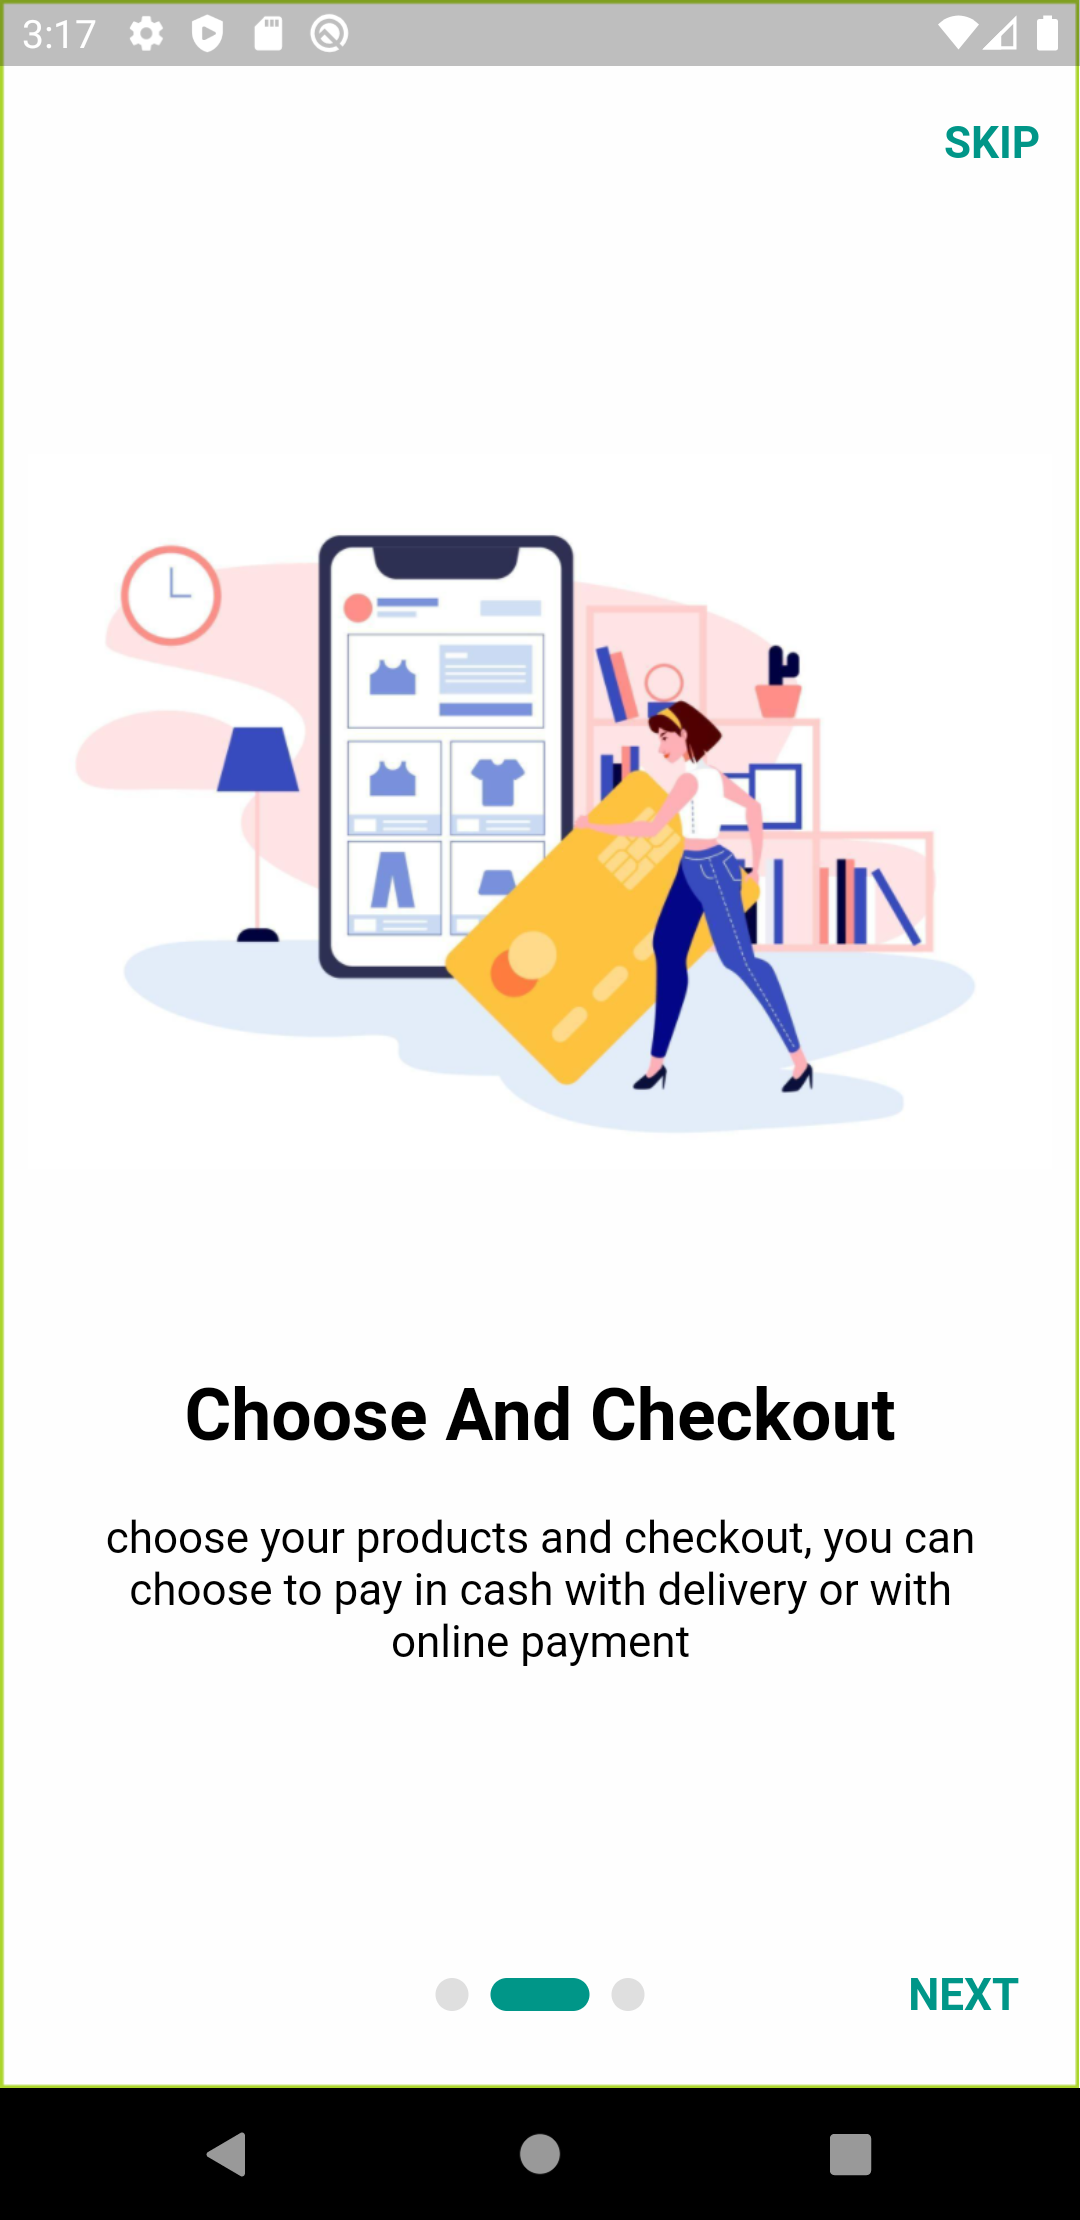 3:17
SKIP
Choose And Checkout
choose your products and checkout, you can
choose to pay in cash with delivery or with
online payment
NEXT